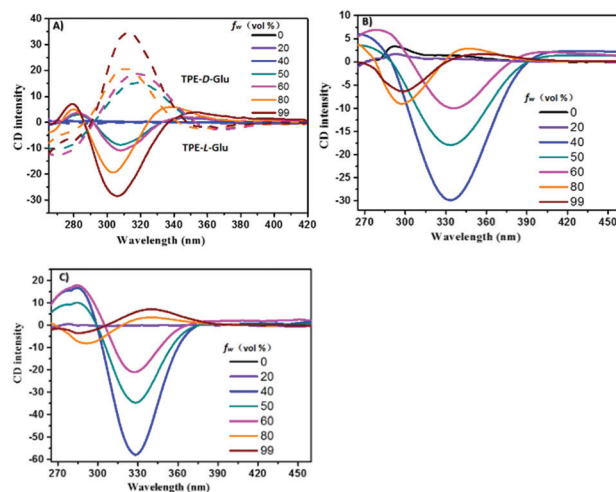 A)
fw (vol %)
0
20
40
50
60
80
99
TPE-D-Glu
TPE-L-Glu
CD intensity
40
30
20
10
0
-10
-20
-30
260 280 300 320 340 360 380 400 420
Wavelength (nm)
B)
fw (vol %)
0
20
40
50
60
80
99
CD intensity
10
5
0
-5
-10
-15
-20
-25
-30
270 300 330 360 390 420 450
Wavelength (nm)
C)
fw (vol %)
0
20
40
50
60
80
99
CD intensity
20
10
0
-10
-20
-30
-40
-50
-60
270 300 330 360 390 420 450
Wavelength (nm)